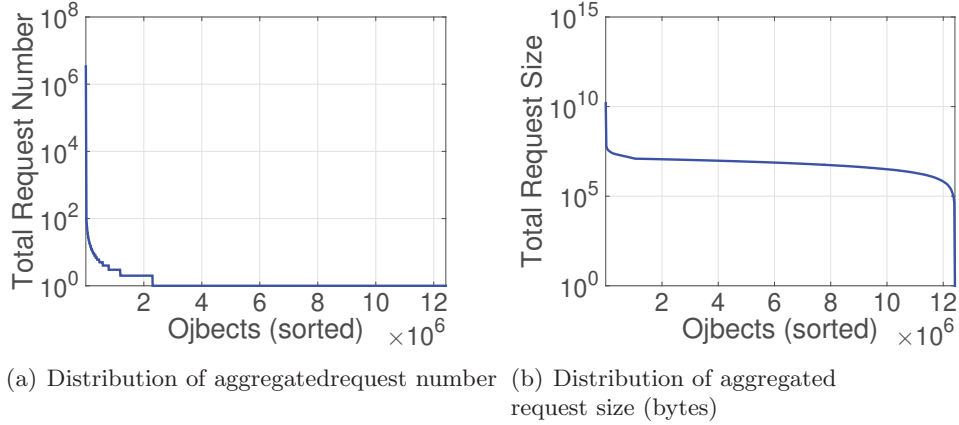 Total Request Number
10^8
10^6
10^4
10^2
10^0
2 4 6 8 10 12
Ojbects (sorted)
×10^6
Total Request Size
10^15
10^10
10^5
10^0
2 4 6 8 10 12
Ojbects (sorted)
×10^6
(a) Distribution of aggregatedrequest number
(b) Distribution of aggregated
request size (bytes)